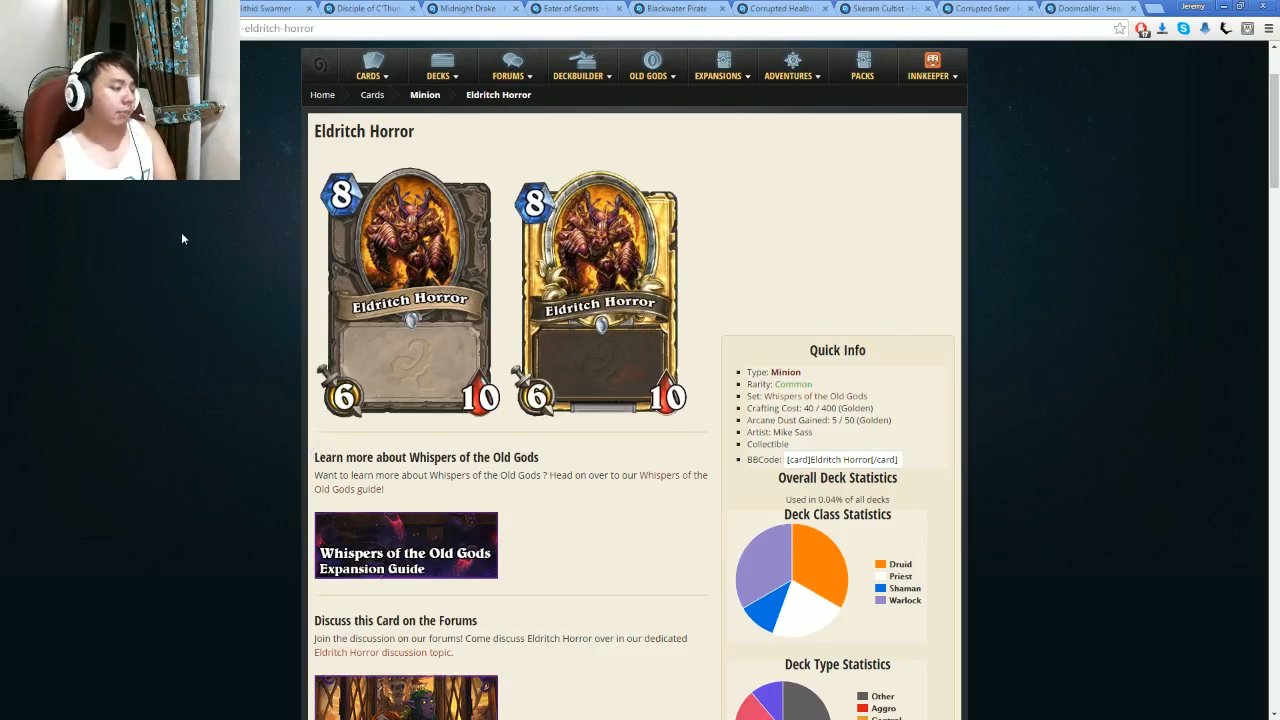 ithid Swarmer - Disciple of C'Thun Midnight Drake - H Eater of Secrets - H Blackwater Pirate Corrupted Healbo Skeram Cultist - H Corrupted Seer - H Doomcaller - Hea Jeremy
-eldritch-horror
CARDS DECKS FORUMS DECKBUILDER OLD GODS EXPANSIONS ADVENTURES PACKS INNKEEPER
Home Cards Minion Eldritch Horror
Eldritch Horror
8 8
Eldritch Horror Eldritch Horror
6 10 6 10
Quick Info
Type: Minion
Rarity: Common
Set: Whispers of the Old Gods
Crafting Cost: 40 / 400 (Golden)
Arcane Dust Gained: 5 / 50 (Golden)
Artist: Mike Sass
Collectible
BBCode: [card]Eldritch Horror[/card]
Overall Deck Statistics
Used in 0.04% of all decks
Deck Class Statistics
Druid
Priest
Shaman
Warlock
Deck Type Statistics
Other
Aggro
Control
Learn more about Whispers of the Old Gods
Want to learn more about Whispers of the Old Gods ? Head on over to our Whispers of the
Old Gods guide!
Whispers of the Old Gods
Expansion Guide
Discuss this Card on the Forums
Join the discussion on our forums! Come discuss Eldritch Horror over in our dedicated
Eldritch Horror discussion topic.